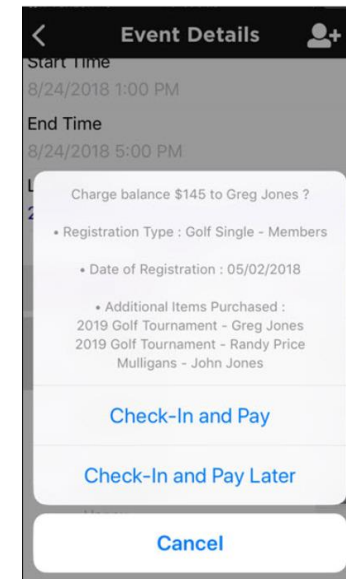 Event Details
Start Time
8/24/2018 1:00 PM
End Time
8/24/2018 5:00 PM
Charge balance $145 to Greg Jones ?
• Registration Type : Golf Single - Members
• Date of Registration : 05/02/2018
• Additional Items Purchased :
2019 Golf Tournament - Greg Jones
2019 Golf Tournament - Randy Price
Mulligans - John Jones
Check-In and Pay
Check-In and Pay Later
Cancel